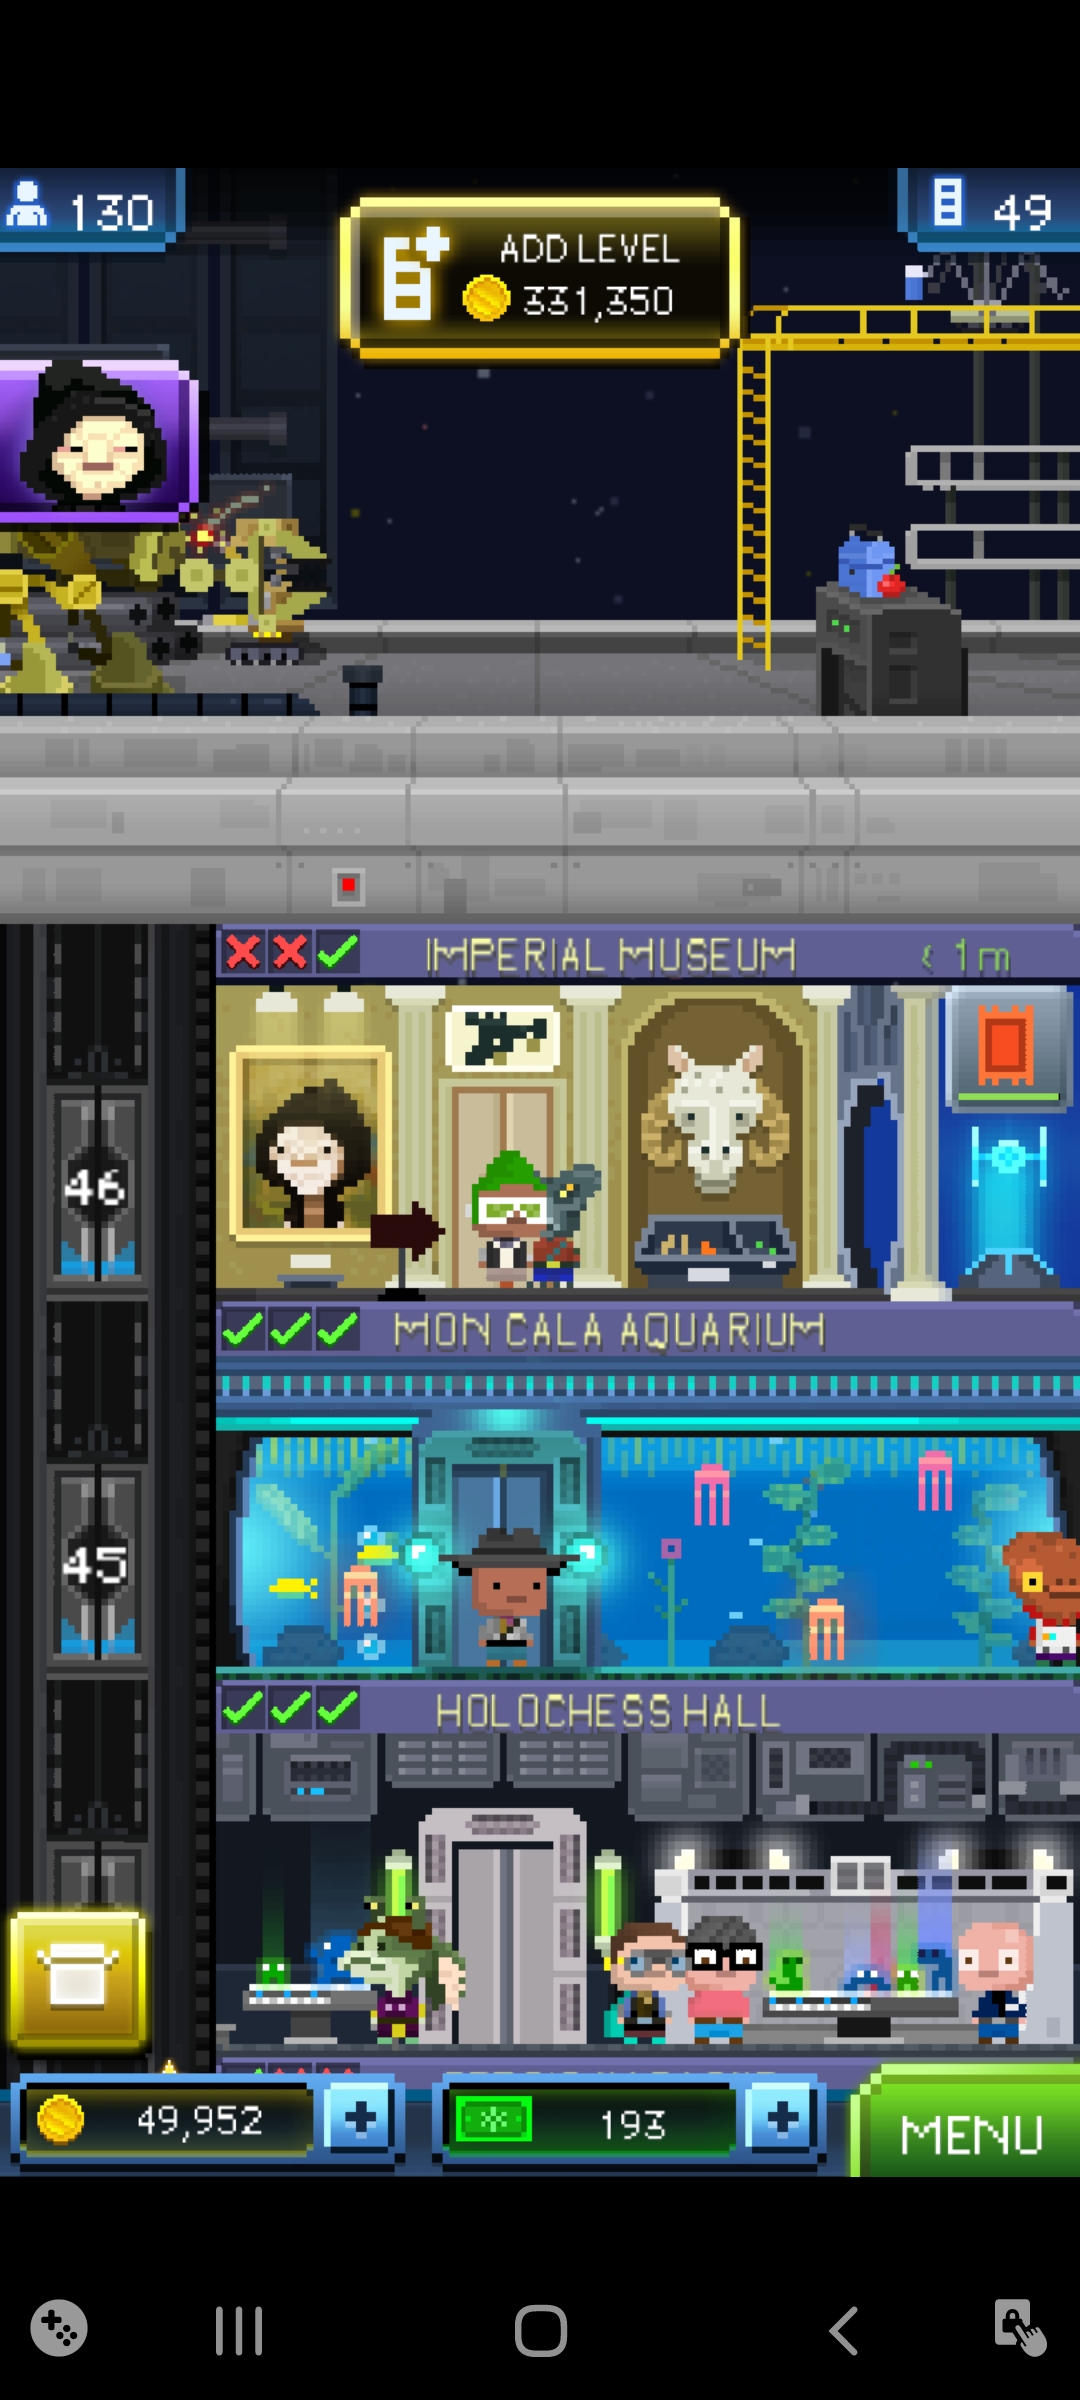 130
ADD LEVEL
331,350
49
IMPERIAL MUSEUM
< 1m
46
MON CALA AQUARIUM
45
HOLOCHESS HALL
49,952
193
MENU